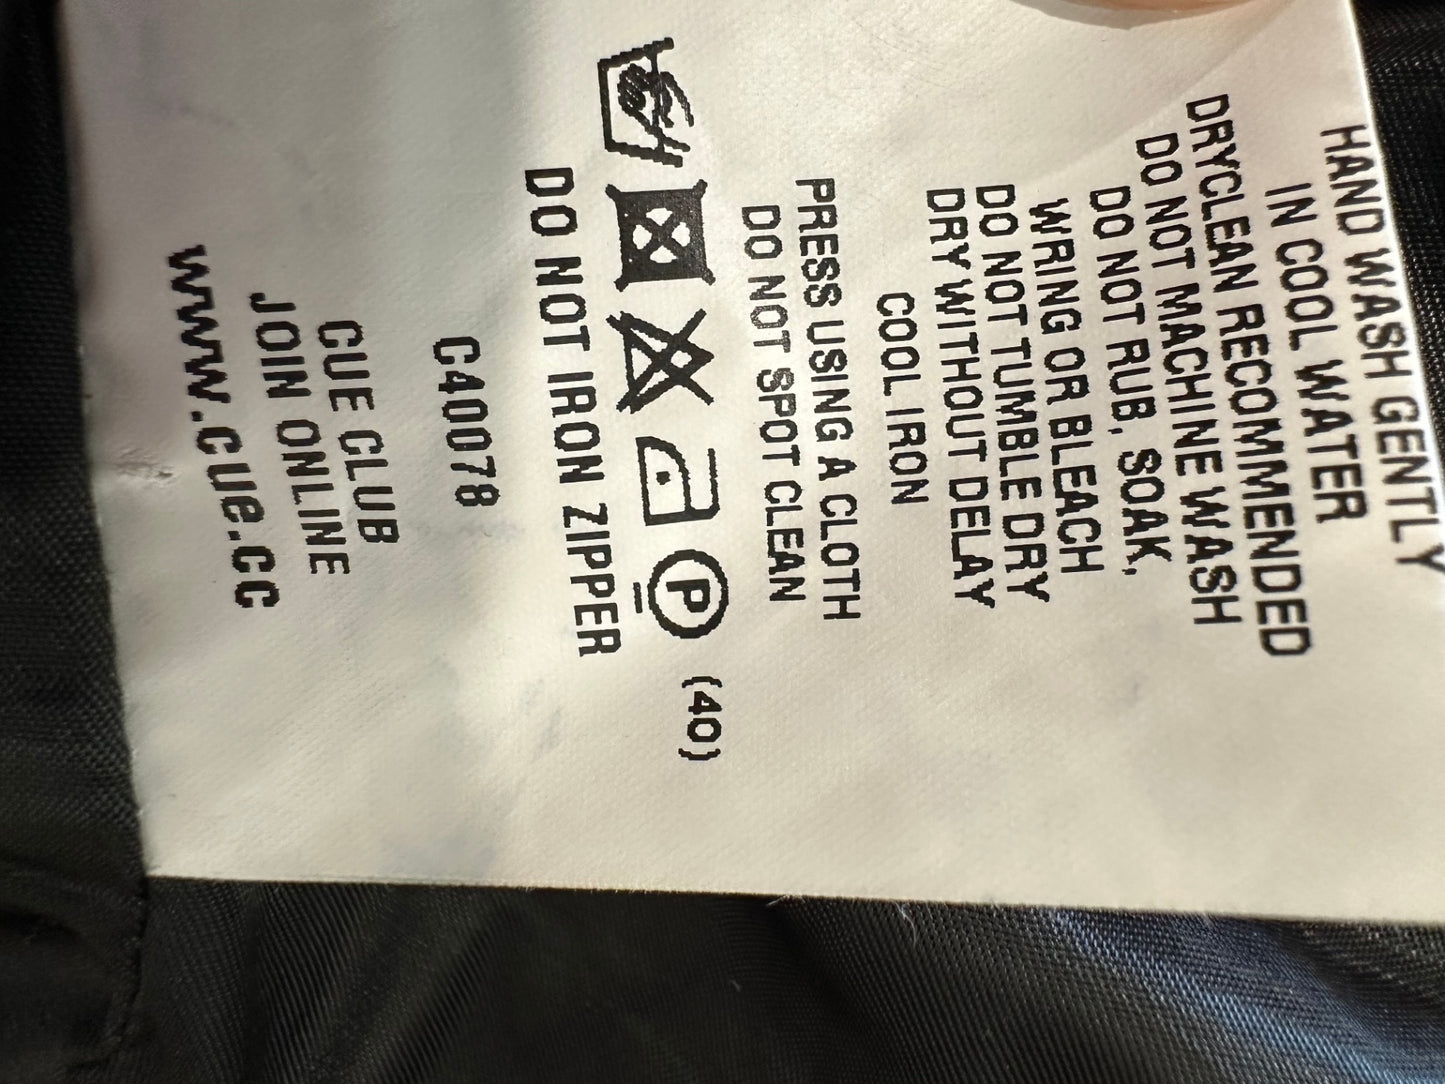 HAND WASH GENTLY
IN COOL WATER
DRYCLEAN RECOMMENDED
DO NOT MACHINE WASH
DO NOT RUB, SOAK,
WRING OR BLEACH
DO NOT TUMBLE DRY
DRY WITHOUT DELAY
COOL IRON
PRESS USING A CLOTH
DO NOT SPOT CLEAN
P (40)
DO NOT IRON ZIPPER
C40078
CUE CLUB
JOIN ONLINE
www.cue.cc